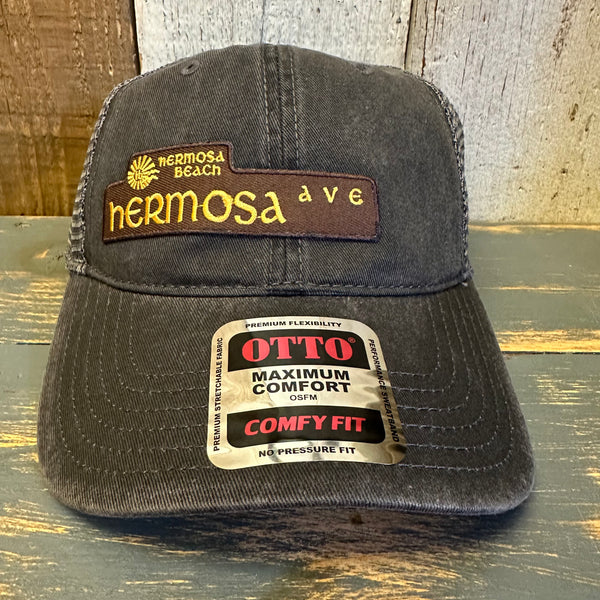 HERMOSA
BEACH
hERMOSA AVE
PREMIUM FLEXIBILITY
PREMIUM STRETCHABLE FABRIC
OTTO®
MAXIMUM
COMFORT
OSFM
COMFY FIT
NO PRESSURE FIT
PERFORMANCE SWEATBAND